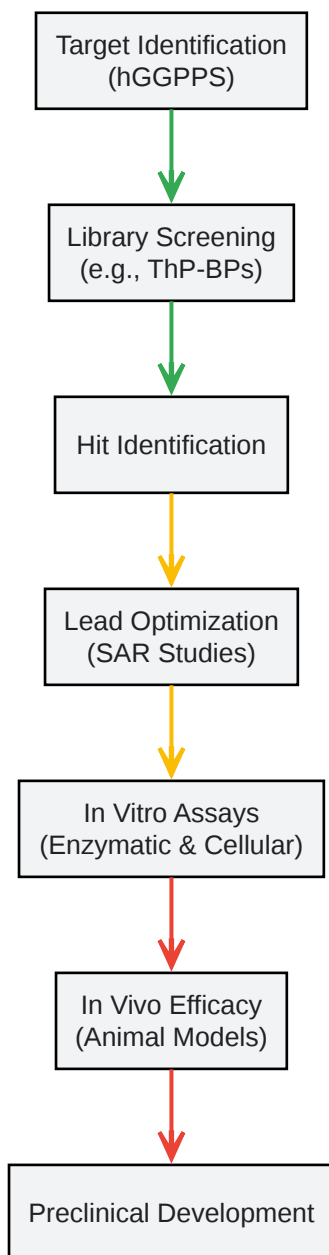 Target Identification
(hGGPPS)
Library Screening
(e.g., ThP-BPs)
Hit Identification
Lead Optimization
(SAR Studies)
In Vitro Assays
(Enzymatic & Cellular)
In Vivo Efficacy
(Animal Models)
Preclinical Development